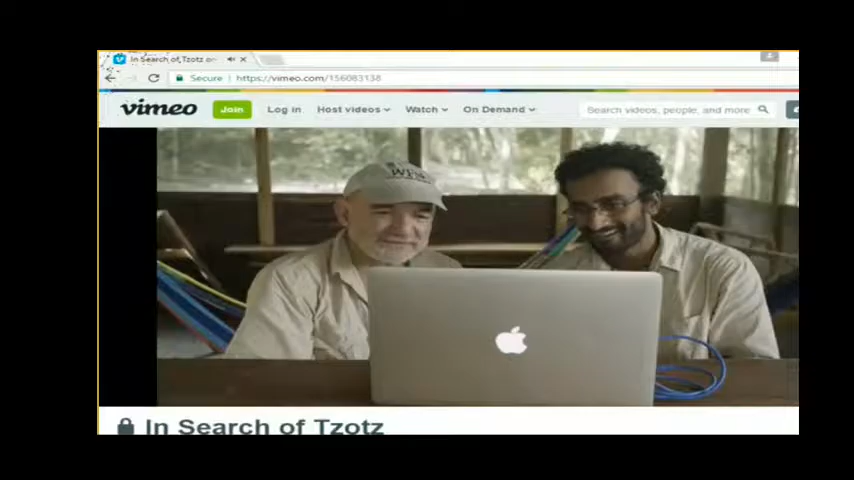 In Search of Tzotz on
Secure https://vimeo.com/156083138
vimeo Join Log in Host videos Watch On Demand Search videos, people, and more
In Search of Tzotz